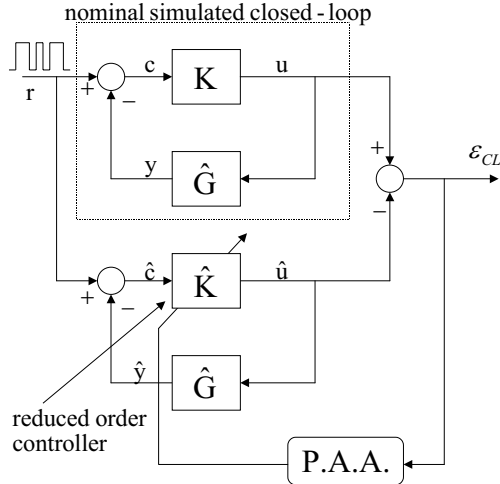 nominal simulated closed - loop
c
K
u
r
+
−
y
Ĝ
+
ε_CL
−
ĉ
K̂
û
+
−
ŷ
Ĝ
reduced order
controller
P.A.A.